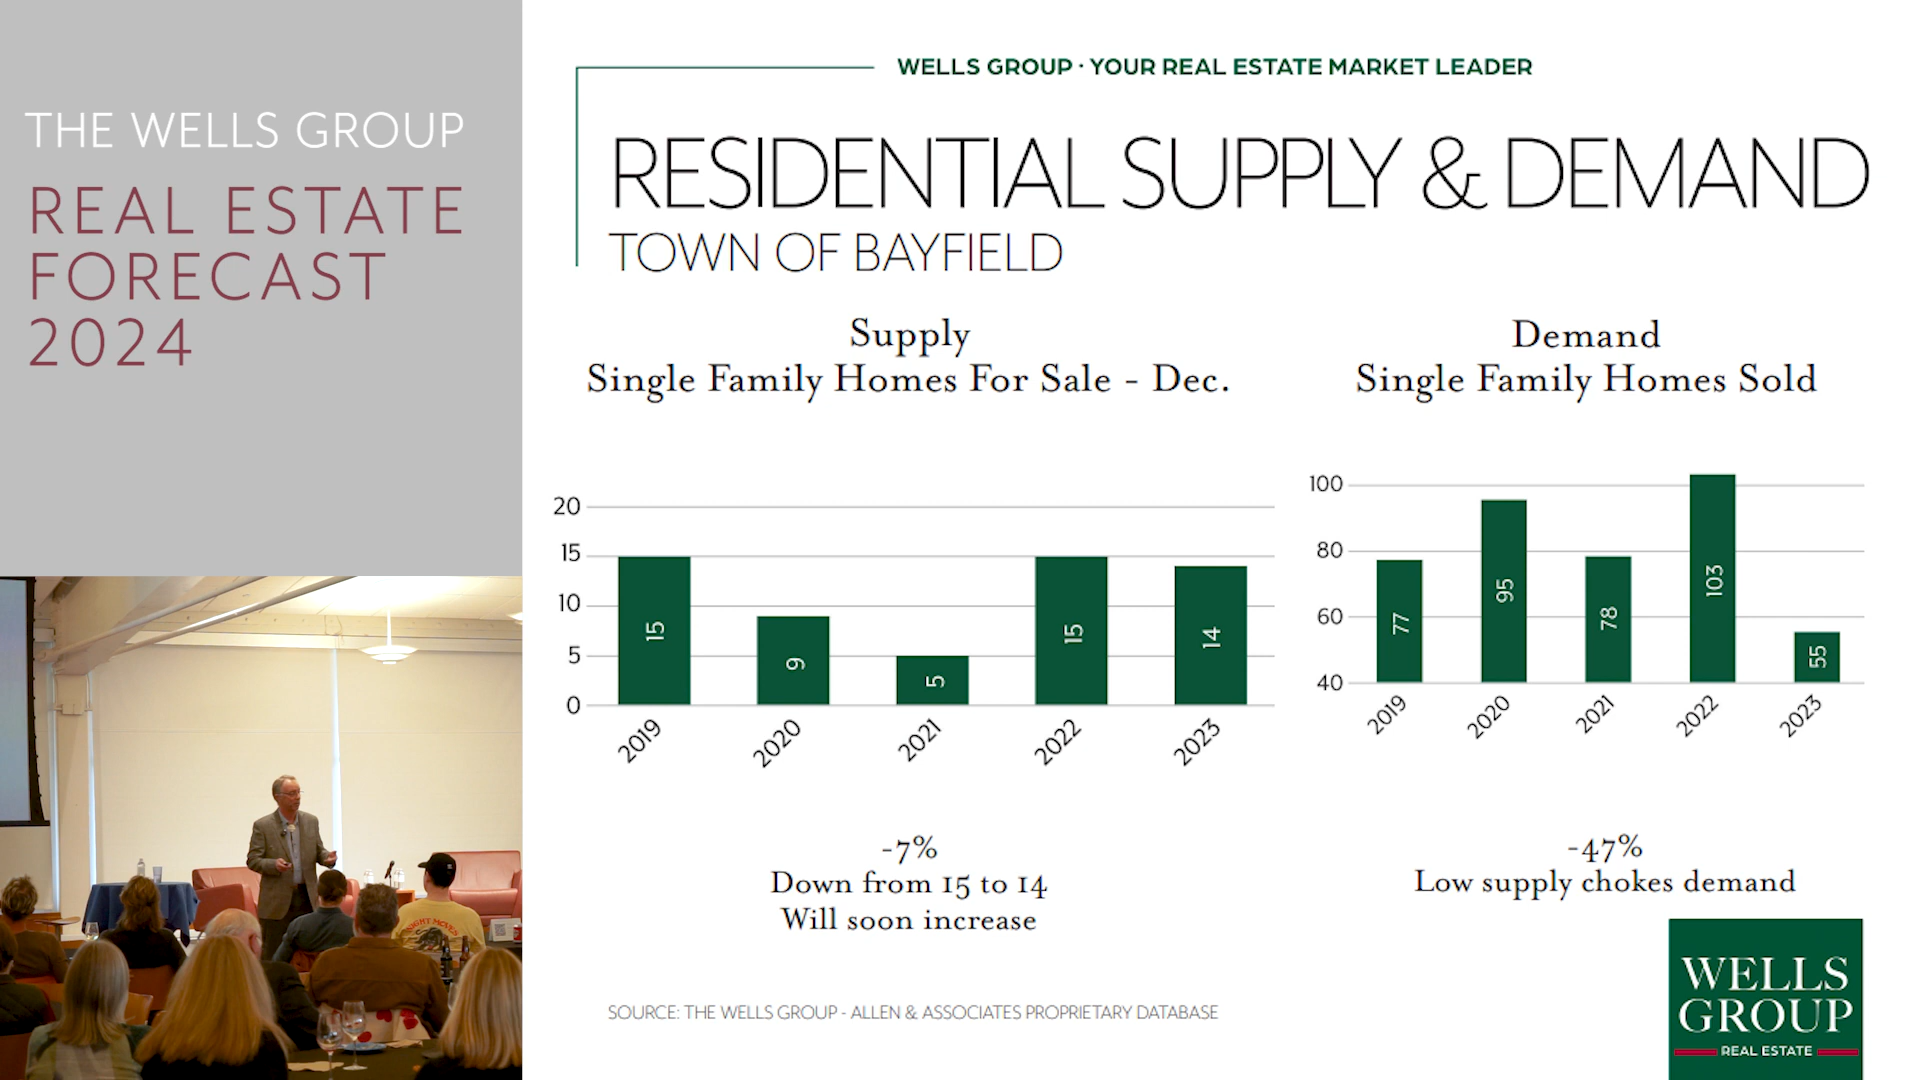 THE WELLS GROUP
REAL ESTATE
FORECAST
2024
WELLS GROUP · YOUR REAL ESTATE MARKET LEADER
RESIDENTIAL SUPPLY & DEMAND
TOWN OF BAYFIELD
Supply
Single Family Homes For Sale - Dec.
20
15
10
5
0
15
9
5
15
14
2019
2020
2021
2022
2023
-7%
Down from 15 to 14
Will soon increase
Demand
Single Family Homes Sold
100
80
60
40
77
95
78
103
55
2019
2020
2021
2022
2023
-47%
Low supply chokes demand
SOURCE: THE WELLS GROUP - ALLEN & ASSOCIATES PROPRIETARY DATABASE
WELLS
GROUP
REAL ESTATE